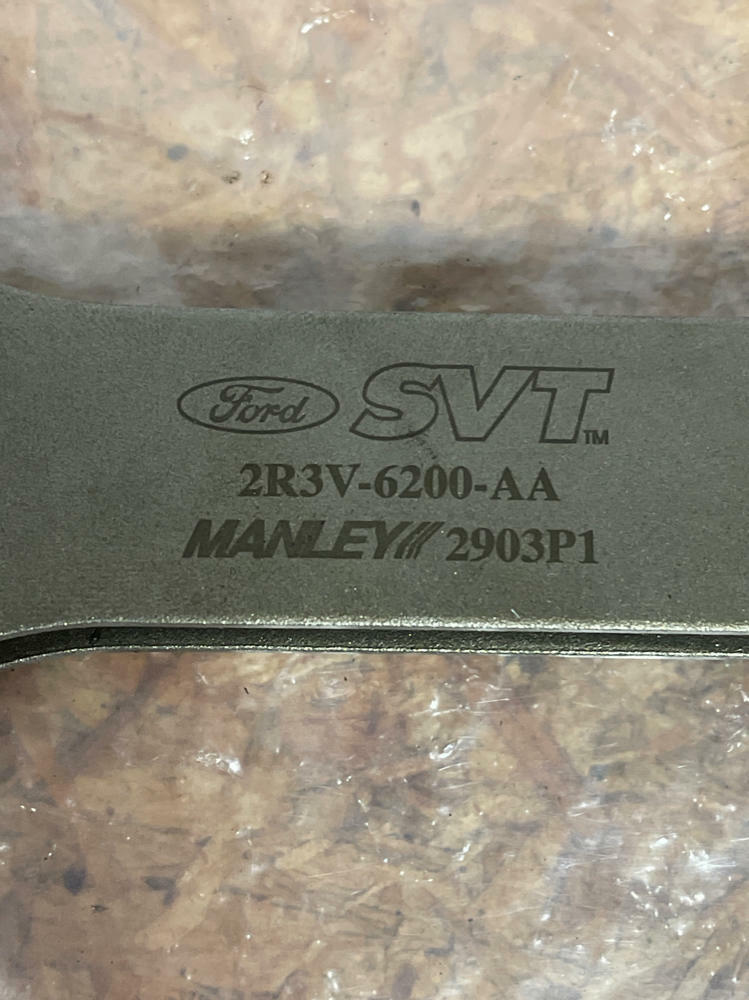 Ford SVT™
2R3V-6200-AA
MANLEY 2903P1